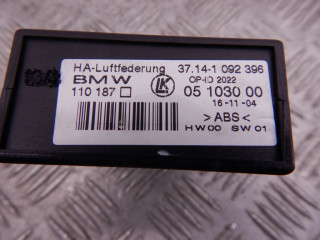 HA-Luftfederung 37.14-1 092 396
BMW OP-ID 2022
110 187 LK 05 1030 00
16-11-04
>ABS<
HW00 SW01